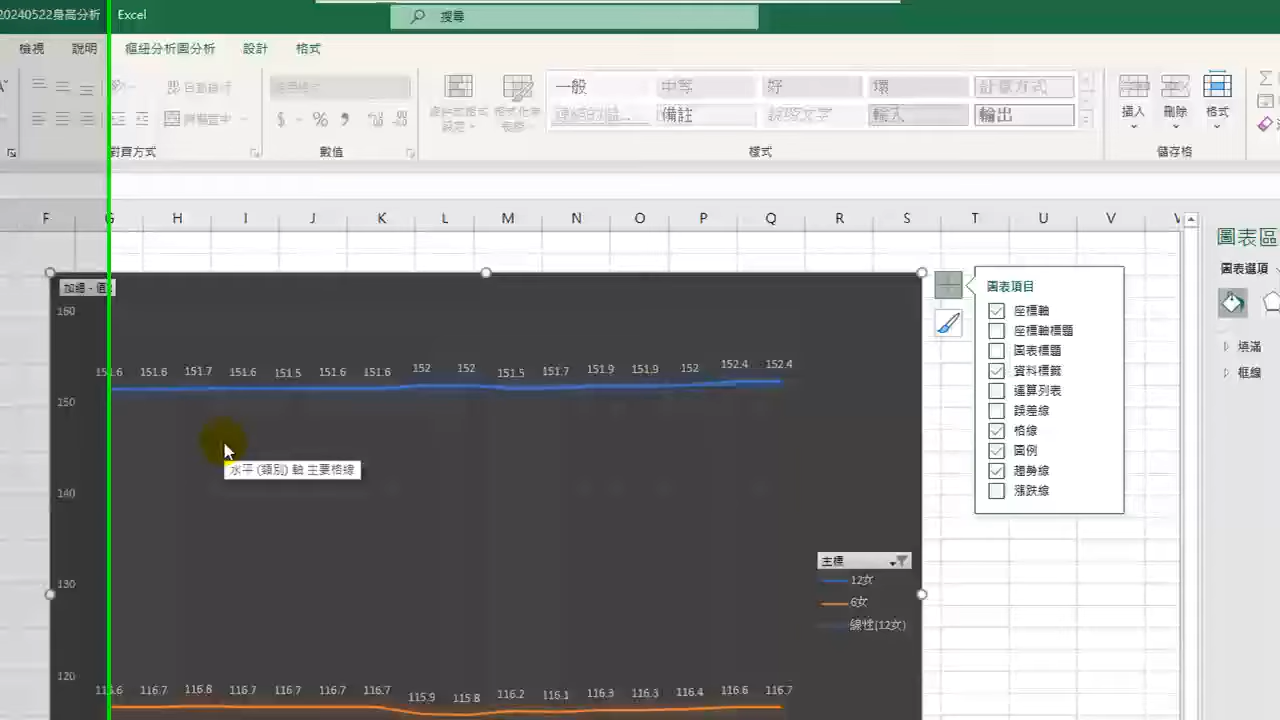 20240522身高分析 Excel
搜尋
檢視 說明 樞紐分析圖分析 設計 格式
自動換行
$ % 9
一般 中等 好 壞 計算方式
備註 說明文字 輸入 輸出
插入 刪除 格式
對齊方式 數值 樣式 儲存格
F G H I J K L M N O P Q R S T U V
圖表區
圖表選項
填滿
框線
加總 - 值
160
151.6 151.6 151.7 151.6 151.5 151.6 151.6 152 152 151.5 151.7 151.9 151.9 152 152.4 152.4
150
水平 (類別) 軸 主要格線
140
130
120
116.7 116.8 116.7 116.7 116.7 116.7 115.9 115.8 116.2 116.1 116.3 116.3 116.4 116.6 116.7
圖表項目
座標軸
座標軸標題
圖表標題
資料標籤
運算列表
誤差線
格線
圖例
趨勢線
漲跌線
主標
12女
6女
線性(12女)